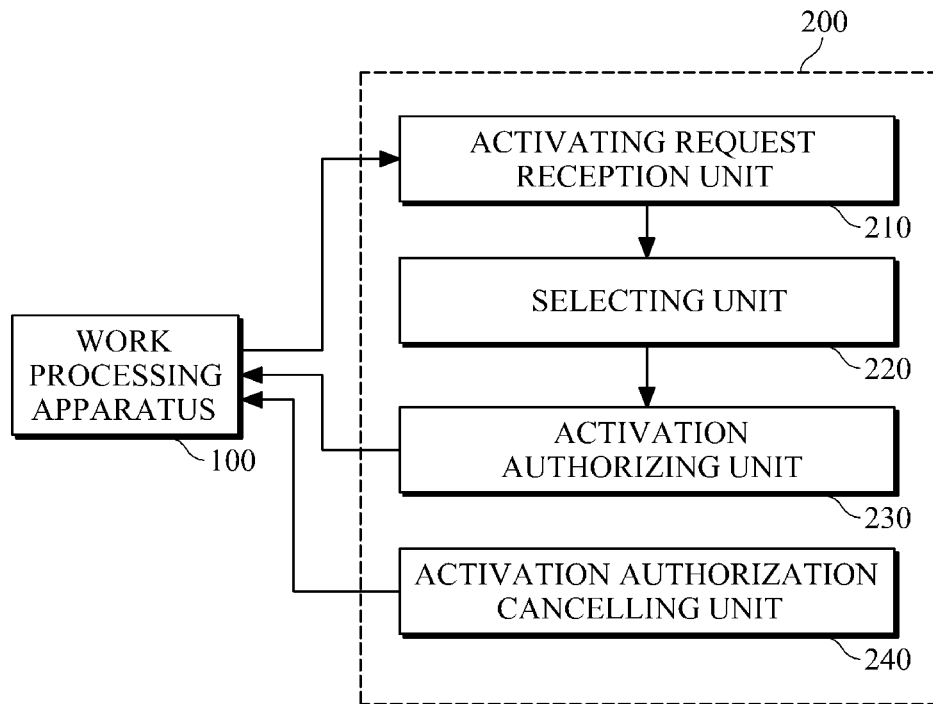 200
ACTIVATING REQUEST
RECEPTION UNIT
210
SELECTING UNIT
220
WORK
PROCESSING
APPARATUS
100
ACTIVATION
AUTHORIZING UNIT
230
ACTIVATION AUTHORIZATION
CANCELLING UNIT
240